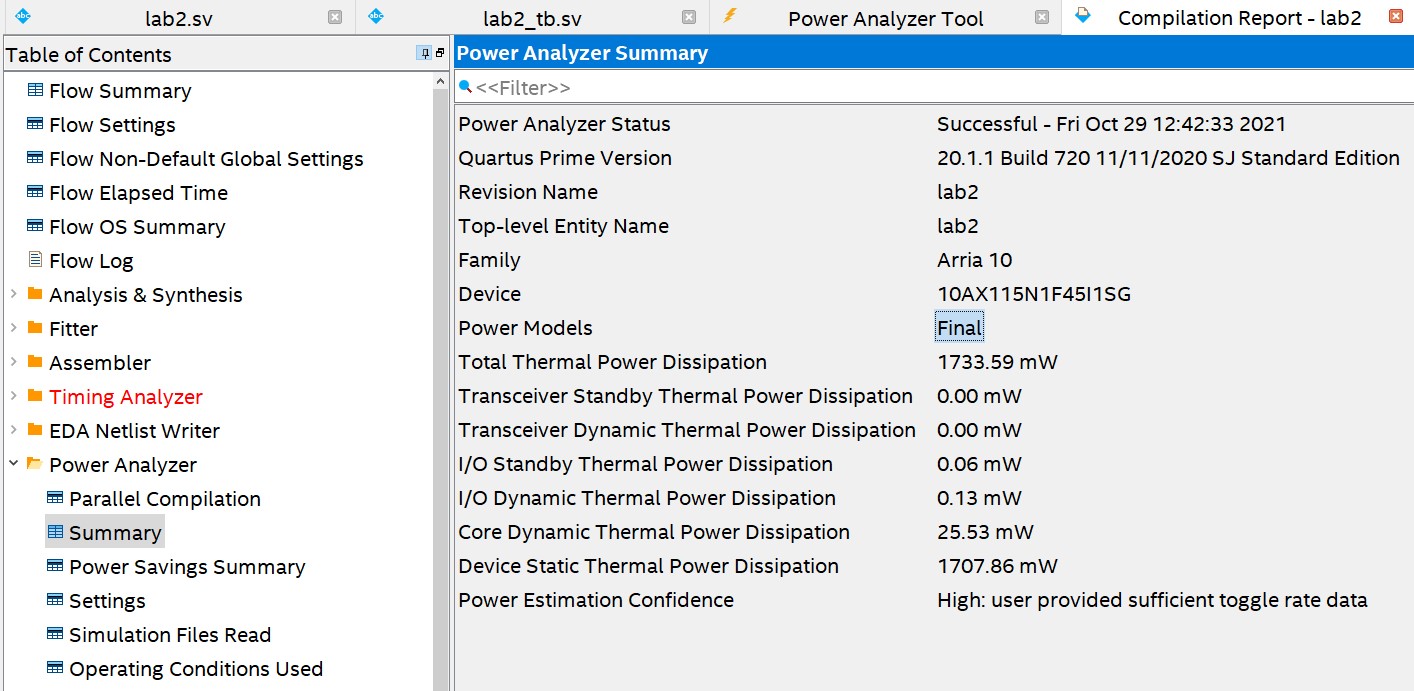 lab2.sv
lab2_tb.sv
Power Analyzer Tool
Compilation Report - lab2
Table of Contents
Flow Summary
Flow Settings
Flow Non-Default Global Settings
Flow Elapsed Time
Flow OS Summary
Flow Log
Analysis & Synthesis
Fitter
Assembler
Timing Analyzer
EDA Netlist Writer
Power Analyzer
Parallel Compilation
Summary
Power Savings Summary
Settings
Simulation Files Read
Operating Conditions Used
Power Analyzer Summary
<<Filter>>
Power Analyzer Status Successful - Fri Oct 29 12:42:33 2021
Quartus Prime Version 20.1.1 Build 720 11/11/2020 SJ Standard Edition
Revision Name lab2
Top-level Entity Name lab2
Family Arria 10
Device 10AX115N1F45I1SG
Power Models Final
Total Thermal Power Dissipation 1733.59 mW
Transceiver Standby Thermal Power Dissipation 0.00 mW
Transceiver Dynamic Thermal Power Dissipation 0.00 mW
I/O Standby Thermal Power Dissipation 0.06 mW
I/O Dynamic Thermal Power Dissipation 0.13 mW
Core Dynamic Thermal Power Dissipation 25.53 mW
Device Static Thermal Power Dissipation 1707.86 mW
Power Estimation Confidence High: user provided sufficient toggle rate data